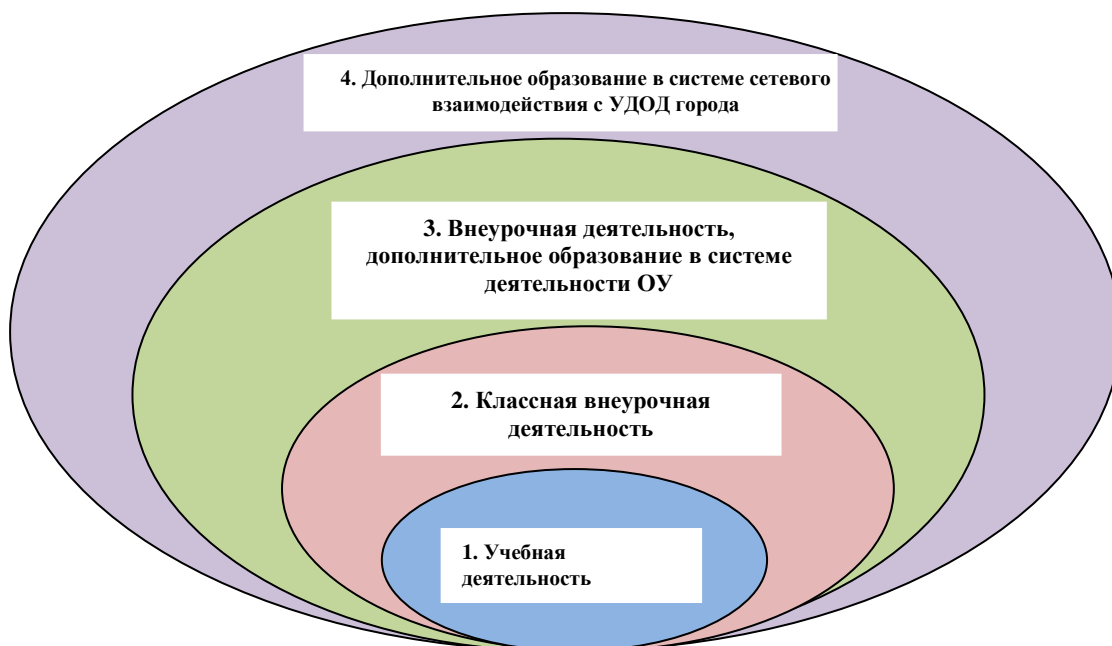 4. Дополнительное образование в системе сетевого
взаимодействия с УДОД города
3. Внеурочная деятельность,
дополнительное образование в системе
деятельности ОУ
2. Классная внеурочная
деятельность
1. Учебная
деятельность